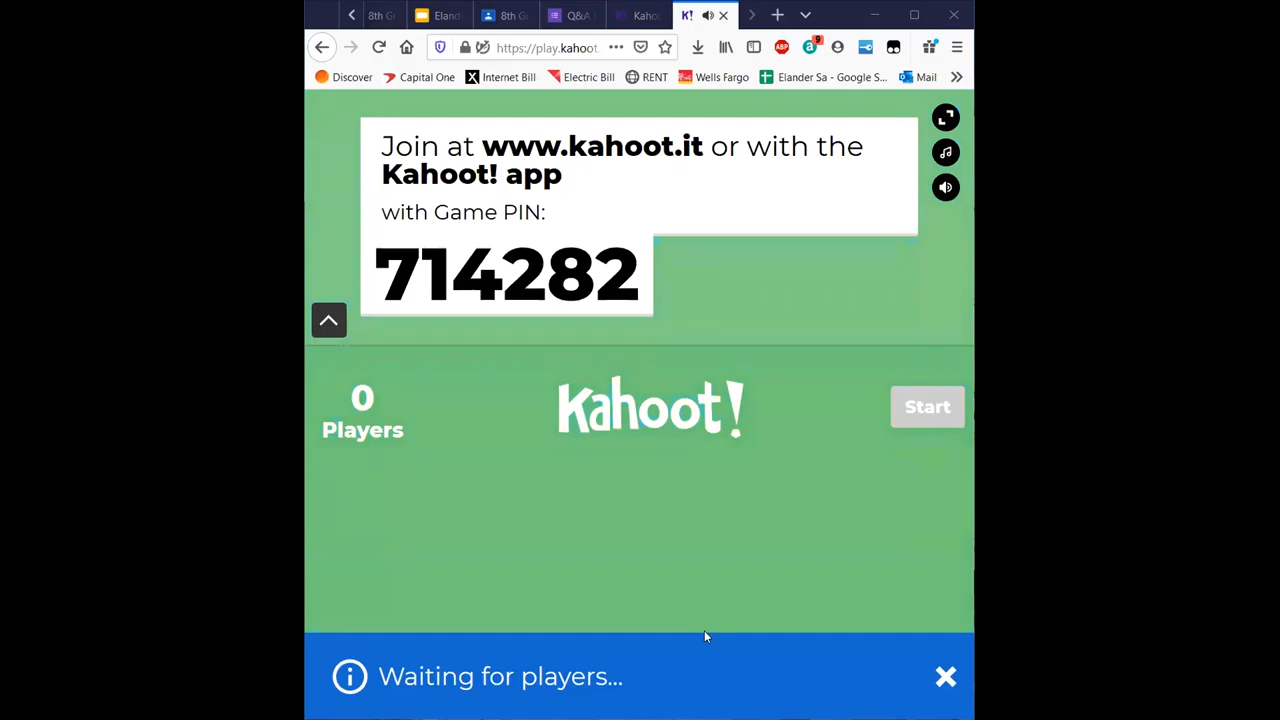 8th G
Eland
8th G
Q&A
Kahoo
K!
https://play.kahoot.
ABP
9
Discover
Capital One
Internet Bill
Electric Bill
RENT
Wells Fargo
Elander Sa - Google S...
Mail
Join at www.kahoot.it or with the
Kahoot! app
with Game PIN:
714282
0
Players
Kahoot!
Start
Waiting for players...